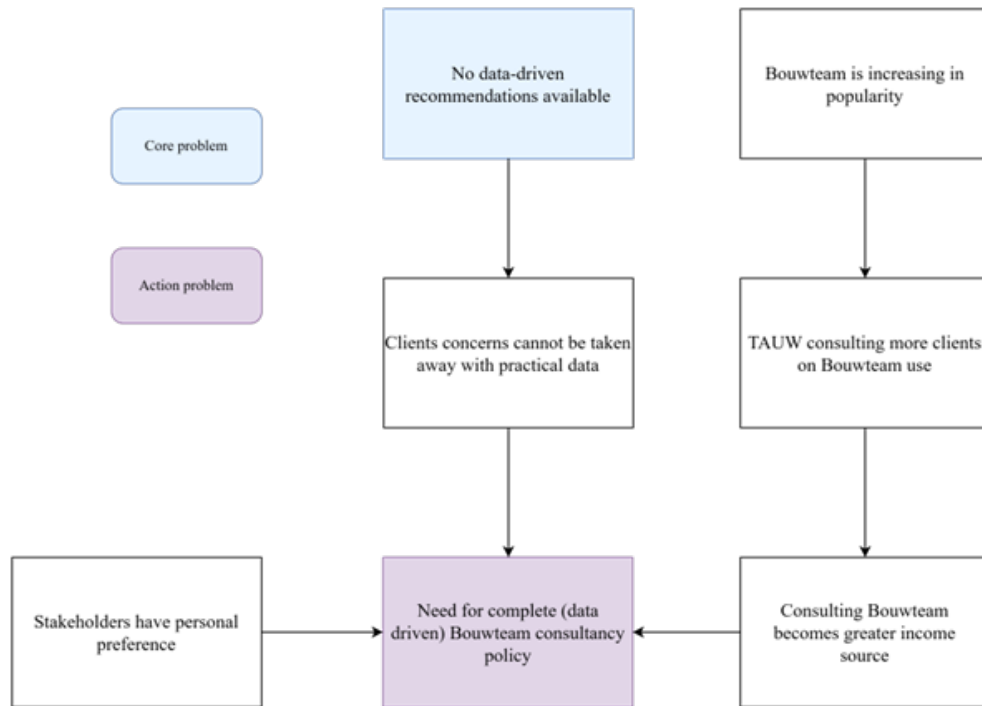 No data-driven
recommendations available
Bouwteam is increasing in
popularity
Core problem
Action problem
Clients concerns cannot be taken
away with practical data
TAUW consulting more clients
on Bouwteam use
Stakeholders have personal
preference
Need for complete (data
driven) Bouwteam consultancy
policy
Consulting Bouwteam
becomes greater income
source